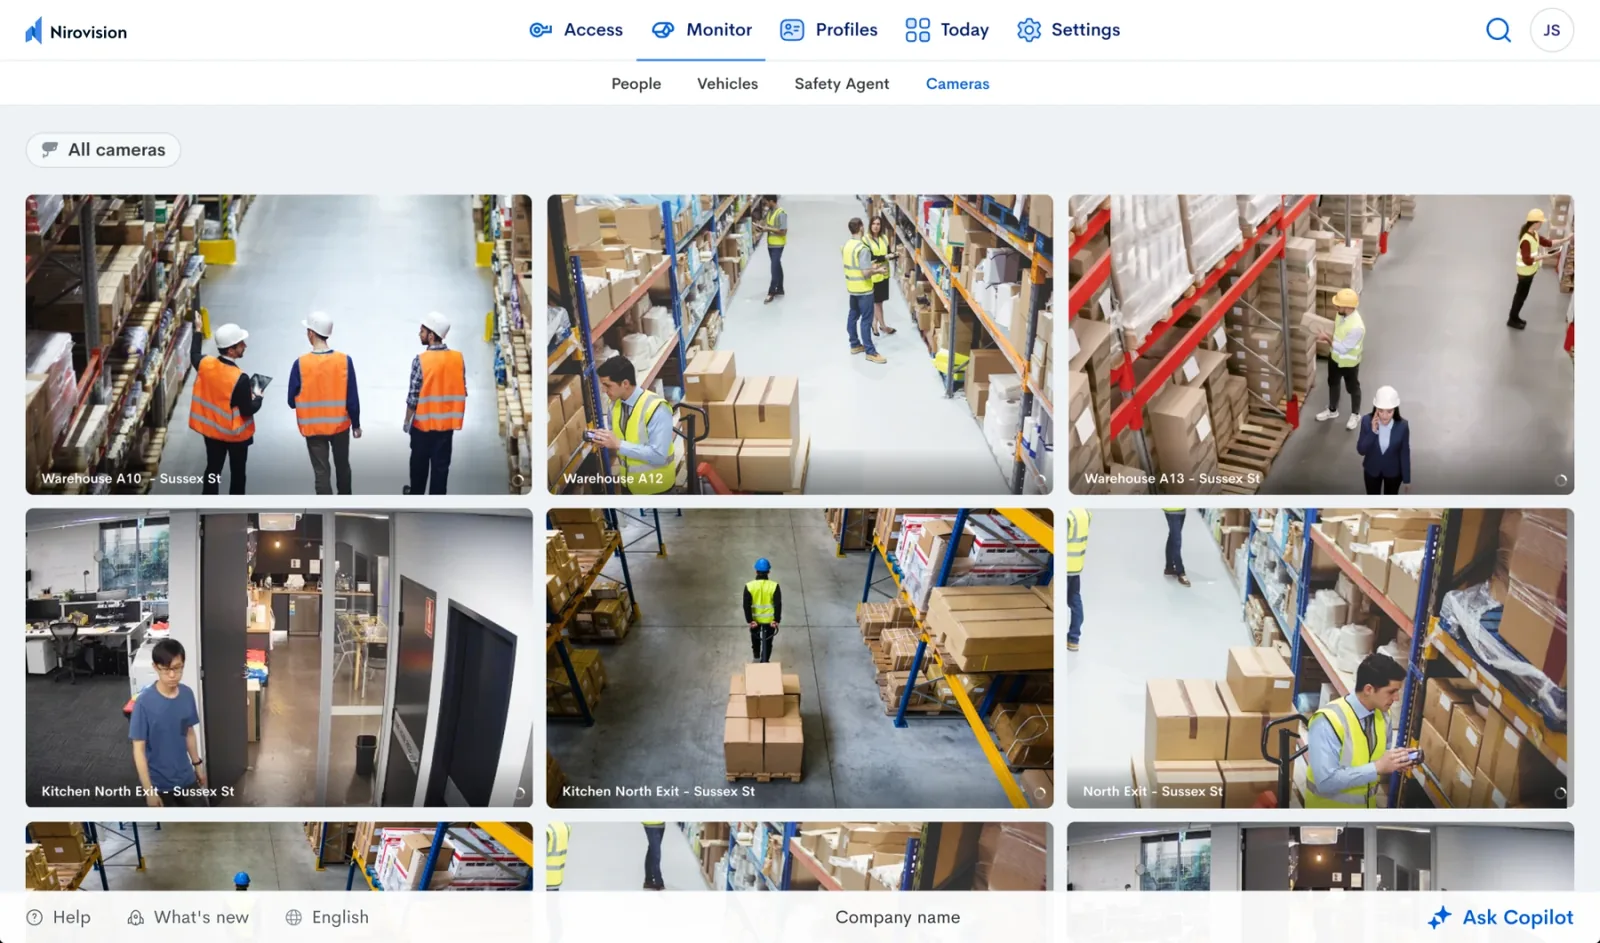 Nirovision
Access
Monitor
Profiles
Today
Settings
JS
People
Vehicles
Safety Agent
Cameras
All cameras
Warehouse A10 - Sussex St
Warehouse A12
Warehouse A13 - Sussex St
Kitchen North Exit - Sussex St
Kitchen North Exit - Sussex St
North Exit - Sussex St
Help
What's new
English
Company name
Ask Copilot